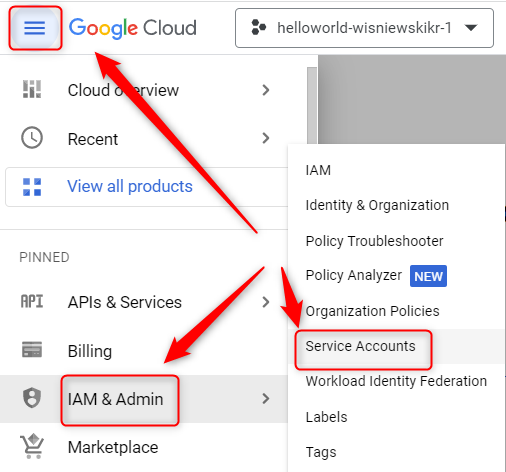 Google Cloud
helloworld-wisniewskikr-1
Cloud overview
Recent
View all products
PINNED
API APIs & Services
Billing
IAM & Admin
Marketplace
IAM
Identity & Organization
Policy Troubleshooter
Policy Analyzer NEW
Organization Policies
Service Accounts
Workload Identity Federation
Labels
Tags